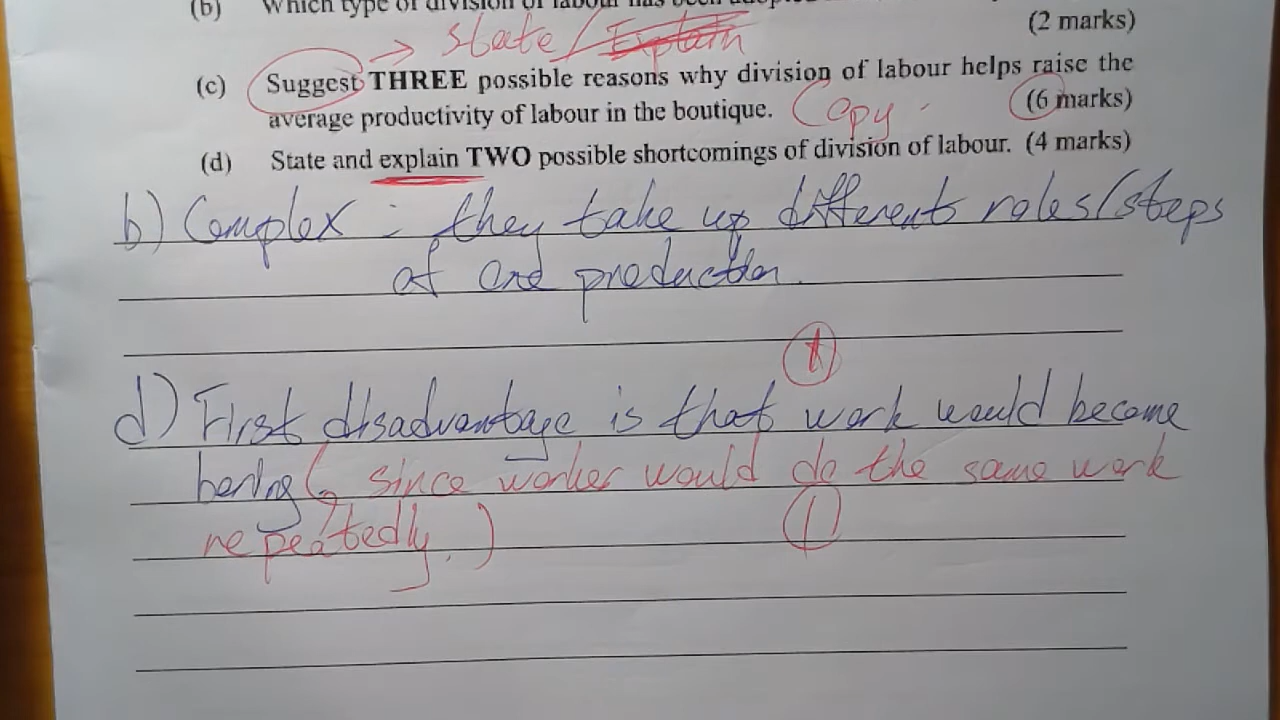 (b) Which type of division of labour has been adopted
(2 marks)
→ State / Explain
(c) Suggest THREE possible reasons why division of labour helps raise the
average productivity of labour in the boutique. (6 marks)
Copy
(d) State and explain TWO possible shortcomings of division of labour. (4 marks)
b) Complex : they take up different roles/steps
of one production.
1
d) First disadvantage is that work would become
boring (, since worker would do the same work
1
repeatedly.)